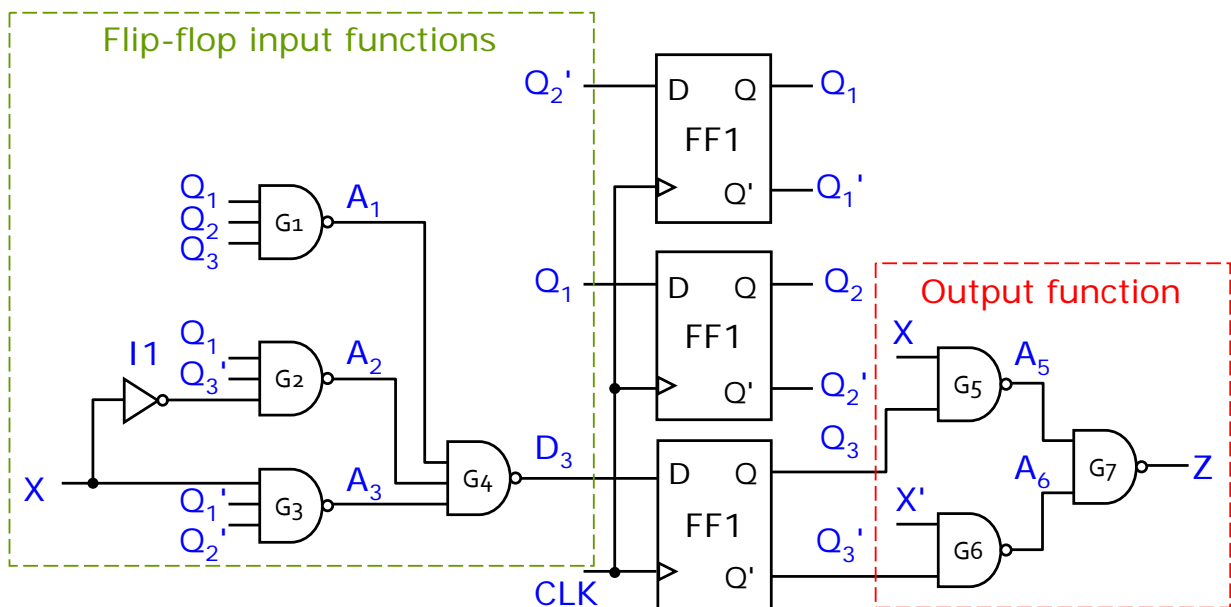 Flip-flop input functions
Q₂'
D Q
Q₁
FF1
Q'
Q₁'
Q₁
Q₂
Q₃
G1
A₁
Q₁
D Q
Q₂
FF1
Q'
Q₂'
Output function
I1
Q₁
Q₃'
G2
A₂
X
G5
A₅
X
Q₁'
Q₂'
G3
A₃
G4
D₃
D Q
Q₃
FF1
Q'
Q₃'
X'
G6
A₆
G7
Z
CLK